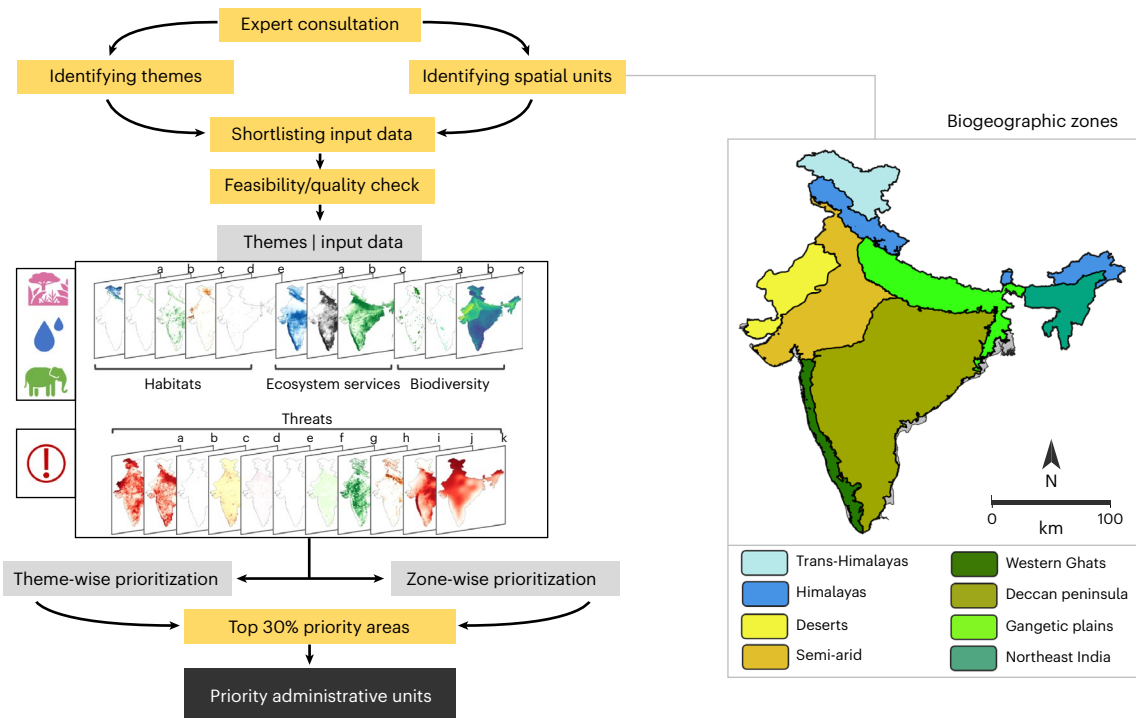 Expert consultation
Identifying themes
Identifying spatial units
Shortlisting input data
Feasibility/quality check
Themes | input data
a b c d e a b c a b c
Habitats
Ecosystem services
Biodiversity
Threats
a b c d e f g h i j k
Theme-wise prioritization
Zone-wise prioritization
Top 30% priority areas
Priority administrative units
Biogeographic zones
N
0 100
km
Trans-Himalayas
Himalayas
Deserts
Semi-arid
Western Ghats
Deccan peninsula
Gangetic plains
Northeast India